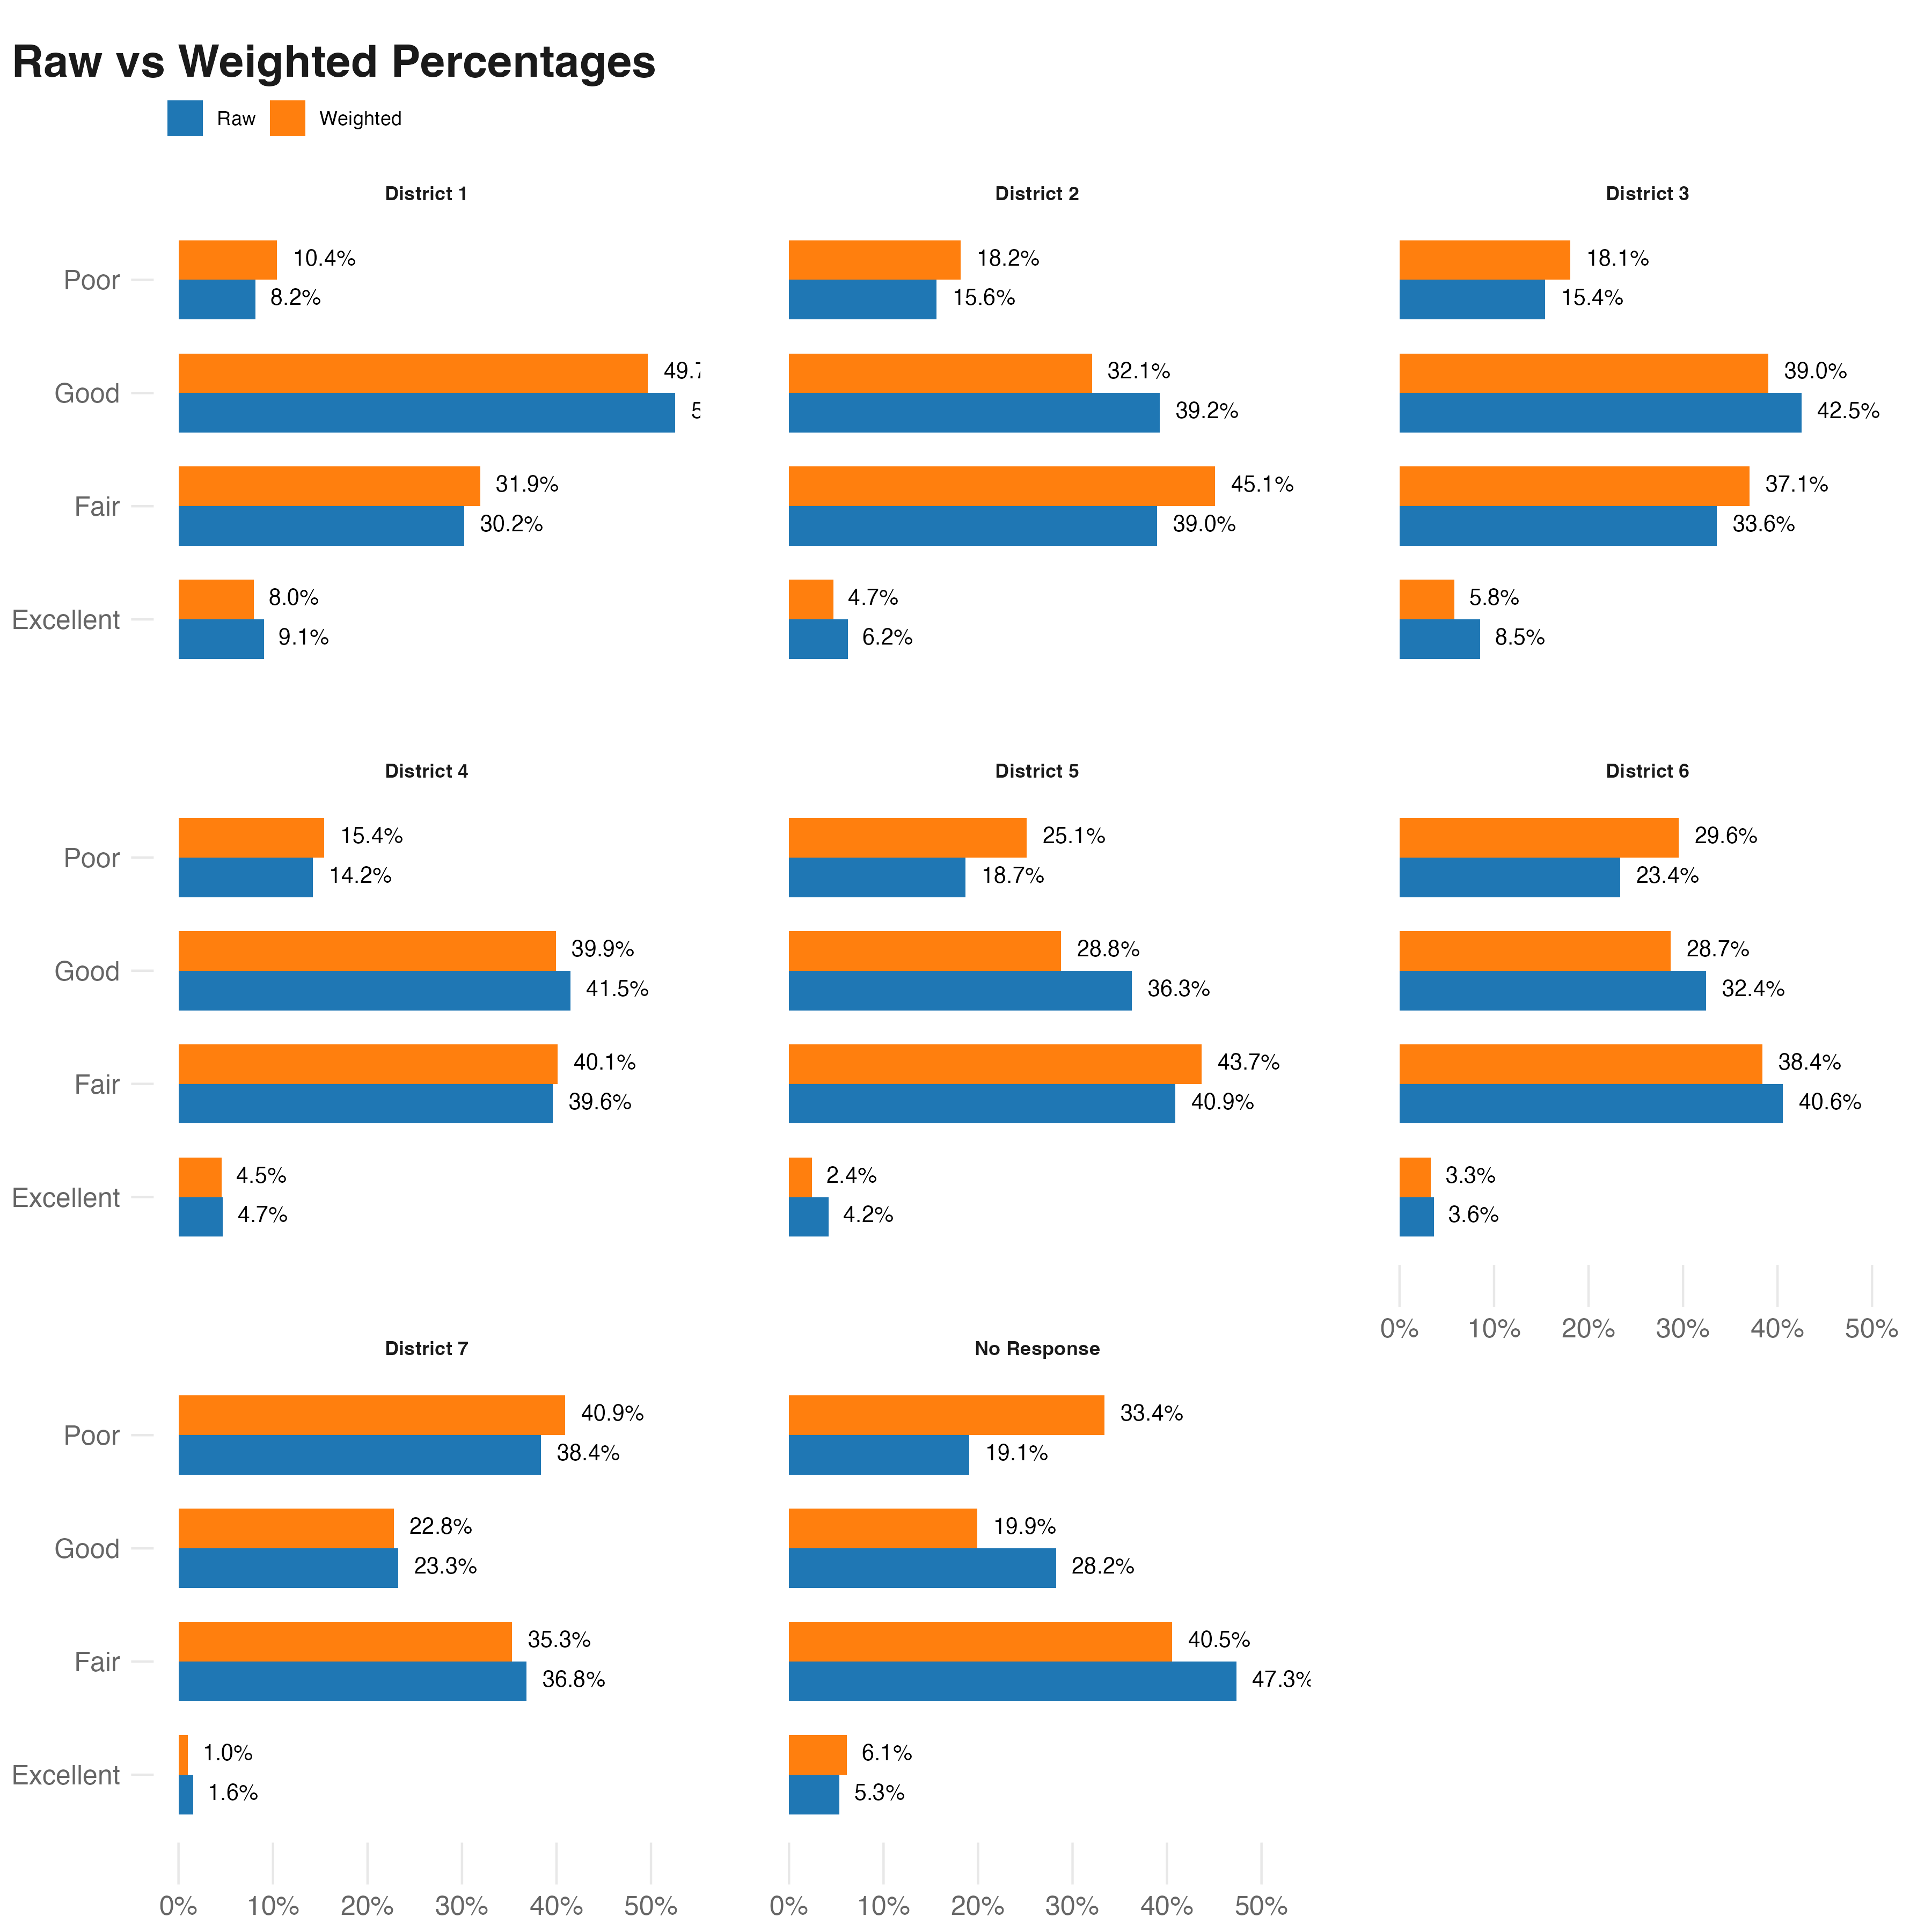 Raw vs Weighted Percentages
Raw Weighted
District 1 District 2 District 3
10.4% 18.2% 18.1%
Poor
8.2% 15.6% 15.4%
49.7 32.1% 39.0%
Good
5 39.2% 42.5%
31.9% 45.1% 37.1%
Fair
30.2% 39.0% 33.6%
8.0% 4.7% 5.8%
Excellent
9.1% 6.2% 8.5%
District 4 District 5 District 6
15.4% 25.1% 29.6%
Poor
14.2% 18.7% 23.4%
39.9% 28.8% 28.7%
Good
41.5% 36.3% 32.4%
40.1% 43.7% 38.4%
Fair
39.6% 40.9% 40.6%
4.5% 2.4% 3.3%
Excellent
4.7% 4.2% 3.6%
0% 10% 20% 30% 40% 50%
District 7 No Response
40.9% 33.4%
Poor
38.4% 19.1%
22.8% 19.9%
Good
23.3% 28.2%
35.3% 40.5%
Fair
36.8% 47.3%
1.0% 6.1%
Excellent
1.6% 5.3%
0% 10% 20% 30% 40% 50% 0% 10% 20% 30% 40% 50%